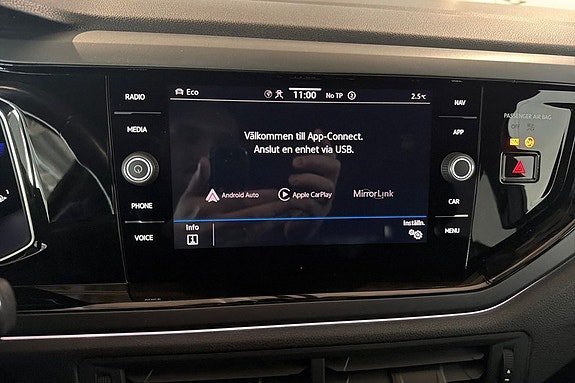 RADIO
MEDIA
PHONE
VOICE
Eco
11:00
No TP
2.5°C
Välkommen till App-Connect.
Anslut en enhet via USB.
Android Auto
Apple CarPlay
MirrorLink
Info
Inställn.
NAV
APP
CAR
MENU
PASSENGER AIR BAG